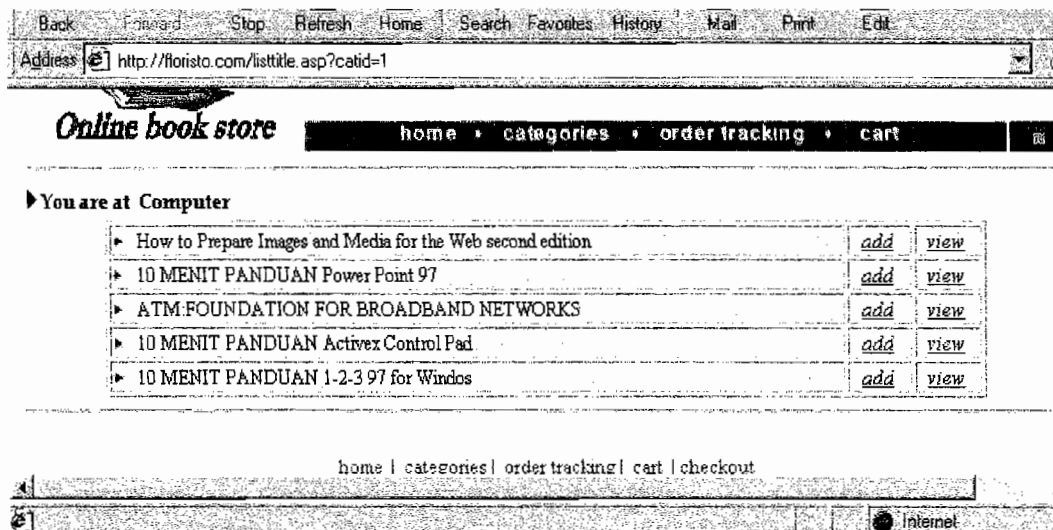 Back Forward Stop Refresh Home Search Favorites History Mail Print Edit
Address http://floristo.com/listtitle.asp?catid=1
Online book store home categories order tracking cart
You are at Computer
How to Prepare Images and Media for the Web second edition add view
10 MENIT PANDUAN Power Point 97 add view
ATM:FOUNDATION FOR BROADBAND NETWORKS add view
10 MENIT PANDUAN Activex Control Pad add view
10 MENIT PANDUAN 1-2-3 97 for Windos add view
home | categories | order tracking | cart | checkout
Internet